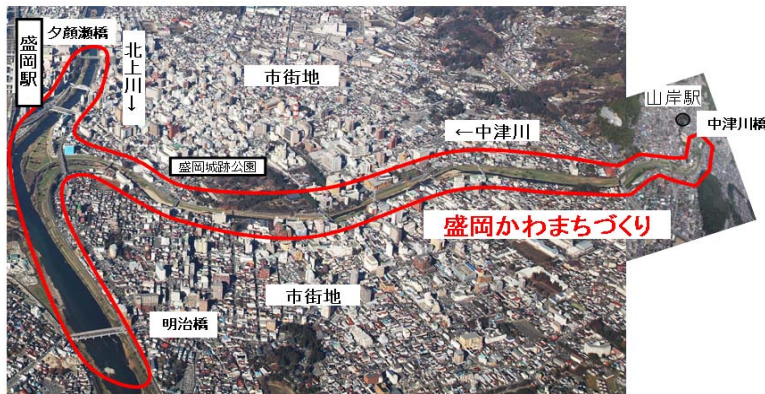 盛岡駅
夕顔瀬橋
北上川↓
市街地
山岸駅
中津川橋
←中津川
盛岡城跡公園
盛岡かわまちづくり
市街地
明治橋